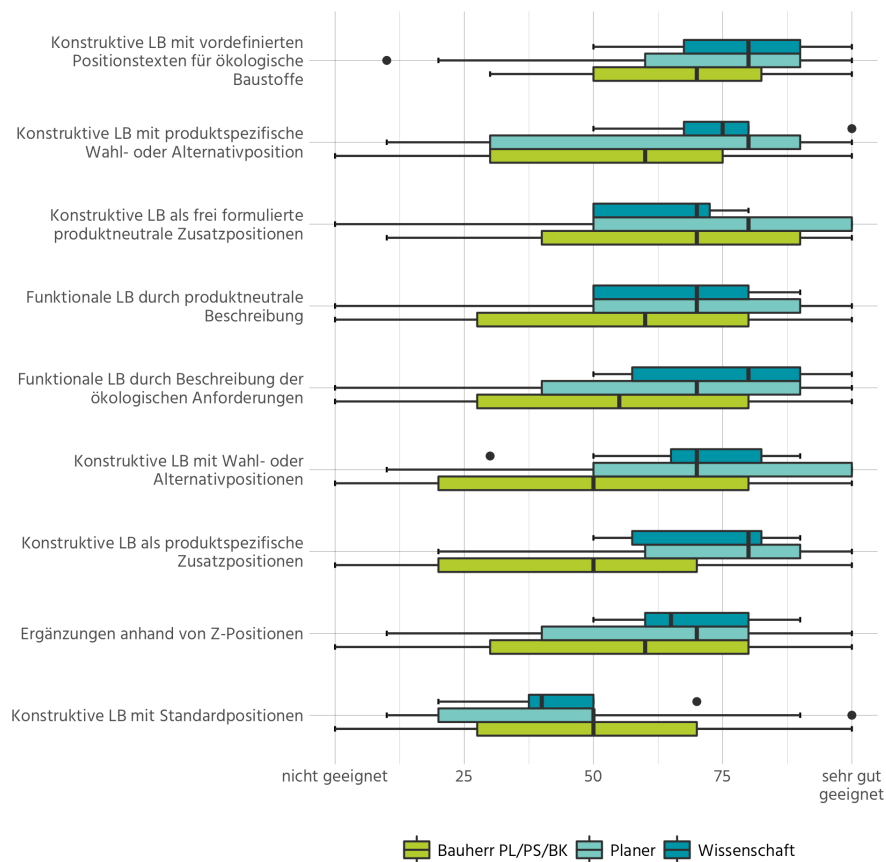 Konstruktive LB mit vordefinierten
Positionstexten für ökologische
Baustoffe
Konstruktive LB mit produktspezifische
Wahl- oder Alternativposition
Konstruktive LB als frei formulierte
produktneutrale Zusatzpositionen
Funktionale LB durch produktneutrale
Beschreibung
Funktionale LB durch Beschreibung der
ökologischen Anforderungen
Konstruktive LB mit Wahl- oder
Alternativpositionen
Konstruktive LB als produktspezifische
Zusatzpositionen
Ergänzungen anhand von Z-Positionen
Konstruktive LB mit Standardpositionen
nicht geeignet 25 50 75 sehr gut
geeignet
Bauherr PL/PS/BK Planer Wissenschaft